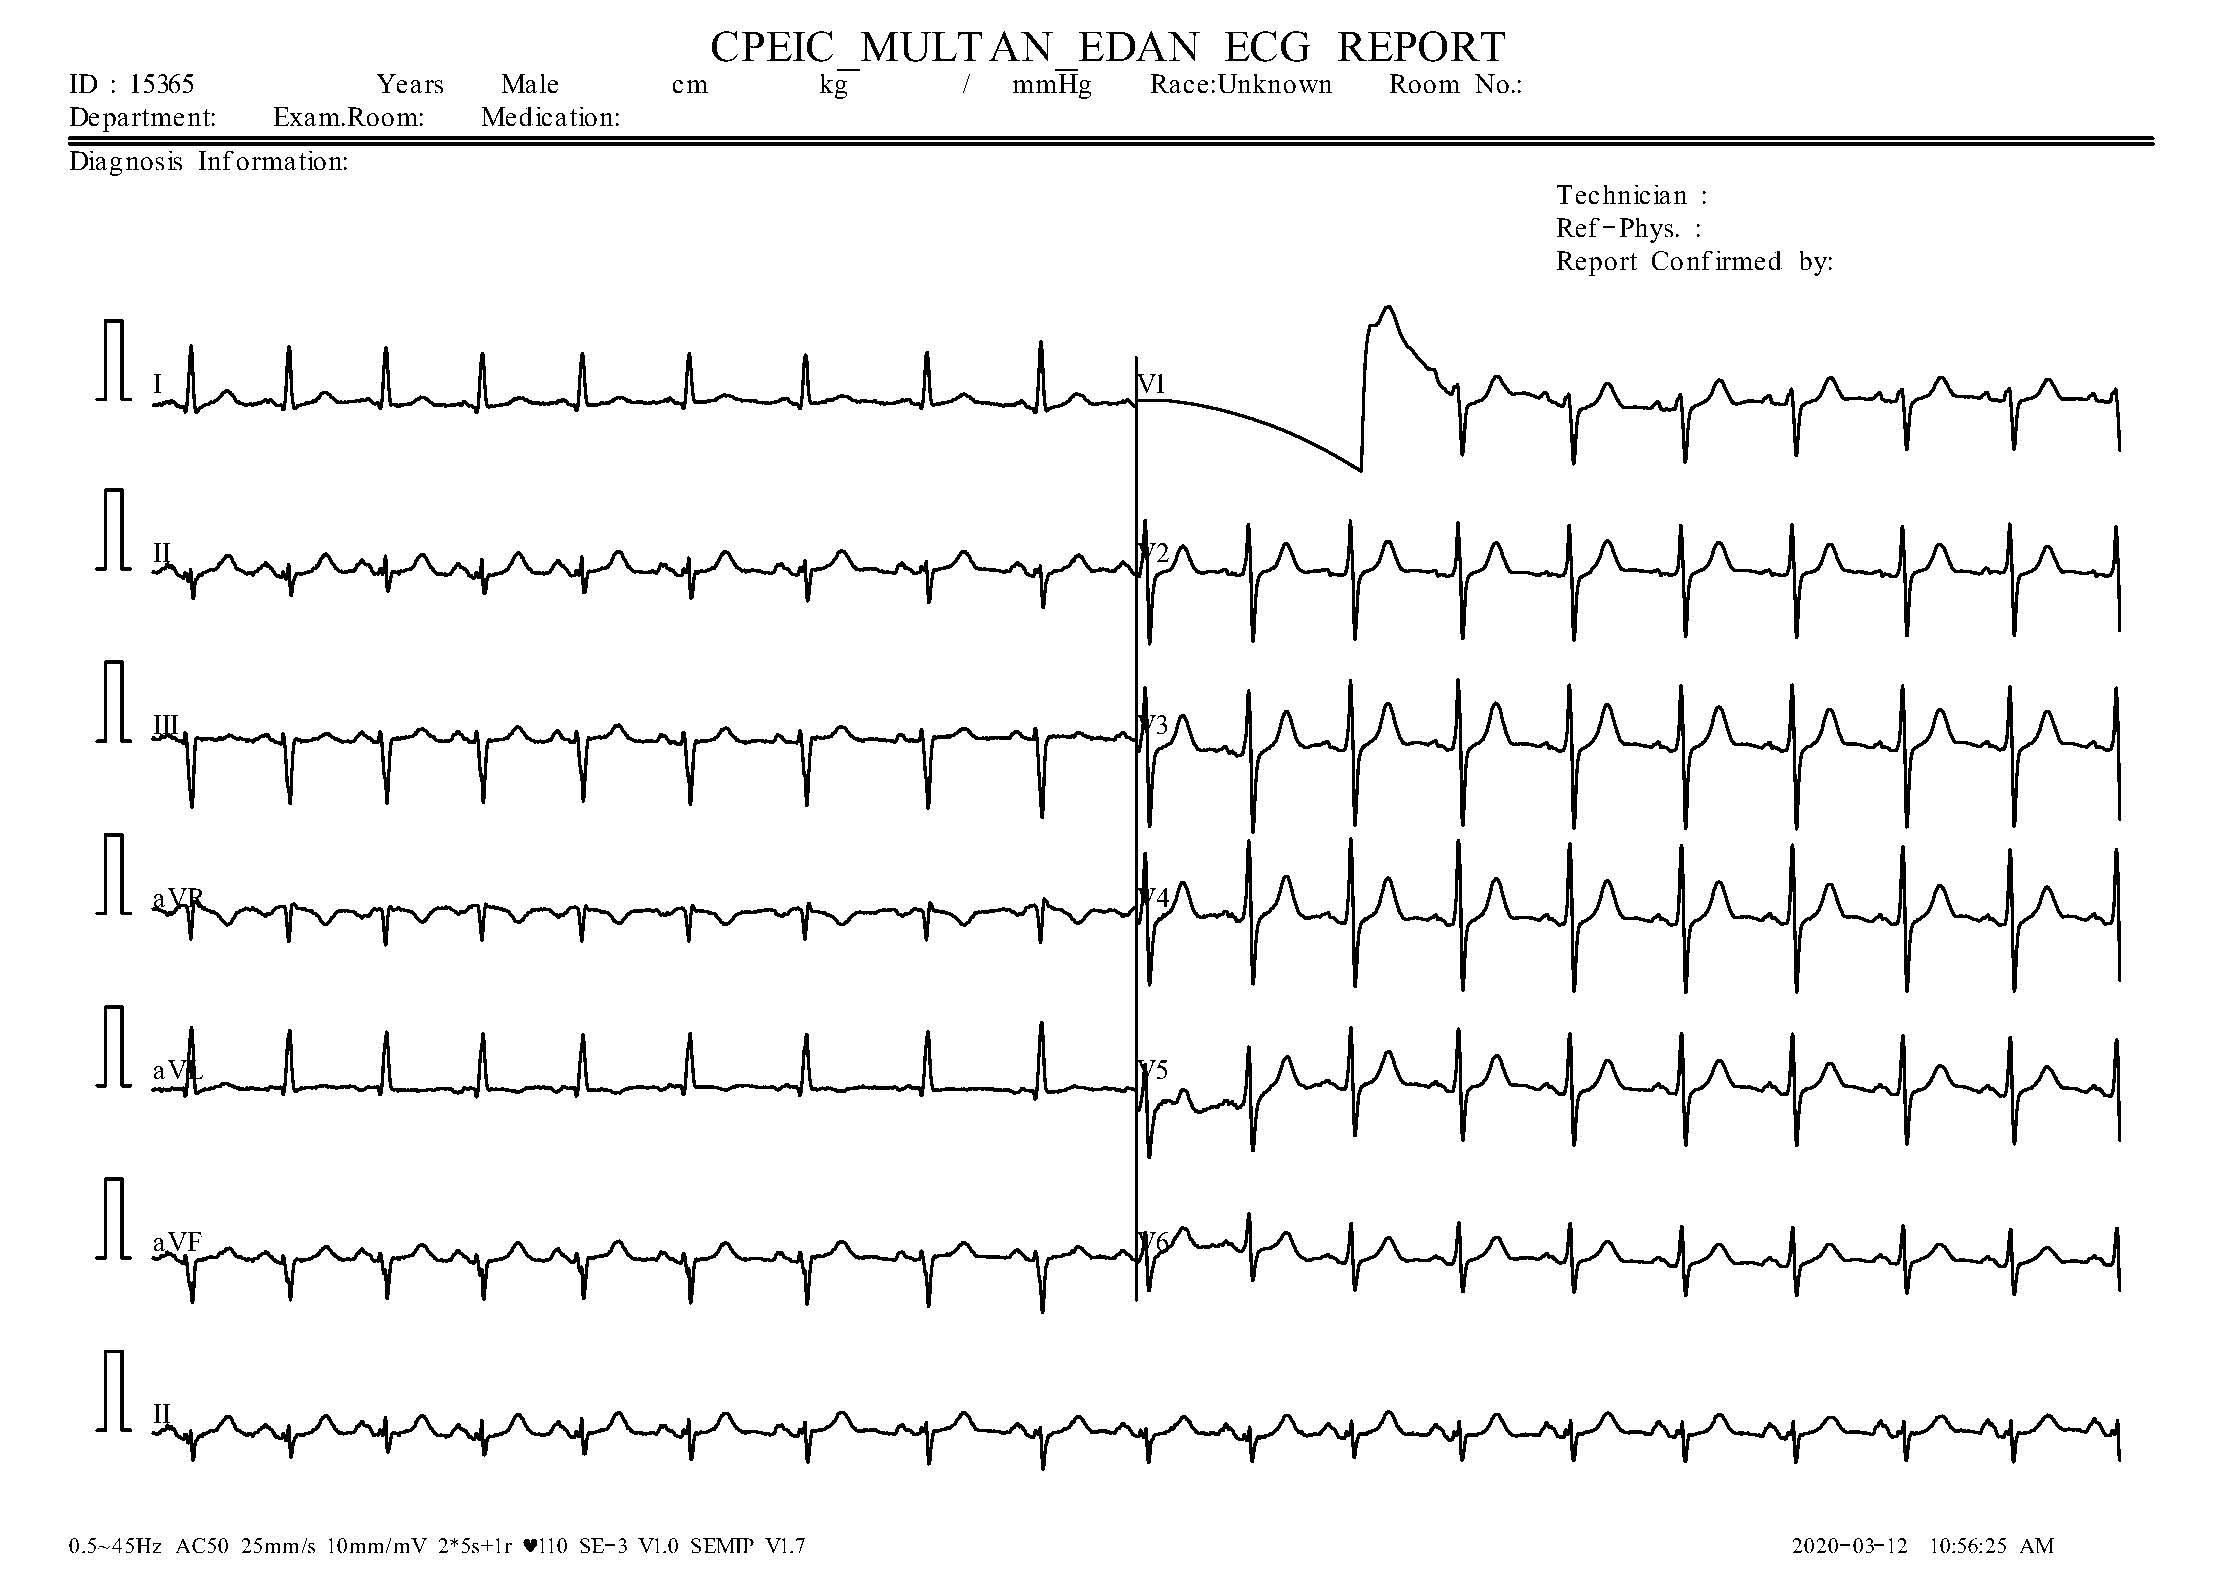 CPEIC_MULTAN_EDAN ECG REPORT
ID : 15365 Years Male cm kg / mmHg Race:Unknown Room No.:
Department: Exam.Room: Medication:
Diagnosis Information:
Technician :
Ref-Phys. :
Report Confirmed by:
I V1
II V2
III V3
aVR V4
aVL V5
aVF V6
II
0.5~45Hz AC50 25mm/s 10mm/mV 2*5s+1r ♥110 SE-3 V1.0 SEMIP V1.7 2020-03-12 10:56:25 AM